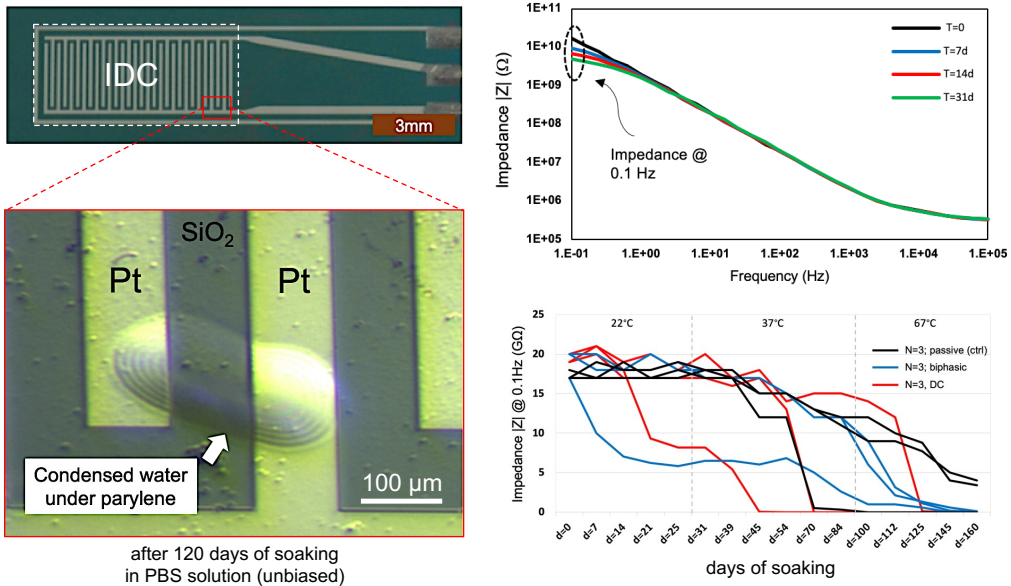 IDC
3mm
SiO₂
Pt
Pt
Condensed water
under parylene
100 µm
after 120 days of soaking
in PBS solution (unbiased)
Impedance |Z| (Ω)
1E+11
1E+10
1E+09
1E+08
1E+07
1E+06
1E+05
T=0
T=7d
T=14d
T=31d
Impedance @
0.1 Hz
1.E-01
1.E+00
1E+01
1.E+02
1.E+03
1.E+04
1E+05
Frequency (Hz)
Impedance |Z| @ 0.1Hz (GΩ)
25
20
15
10
5
0
22°C
37°C
67°C
N=3; passive (ctrl)
N=3; biphasic
N=3, DC
d=0
d=7
d=14
d=21
d=25
d=31
d=39
d=45
d=54
d=70
d=84
d=100
d=112
d=125
d=145
d=160
days of soaking